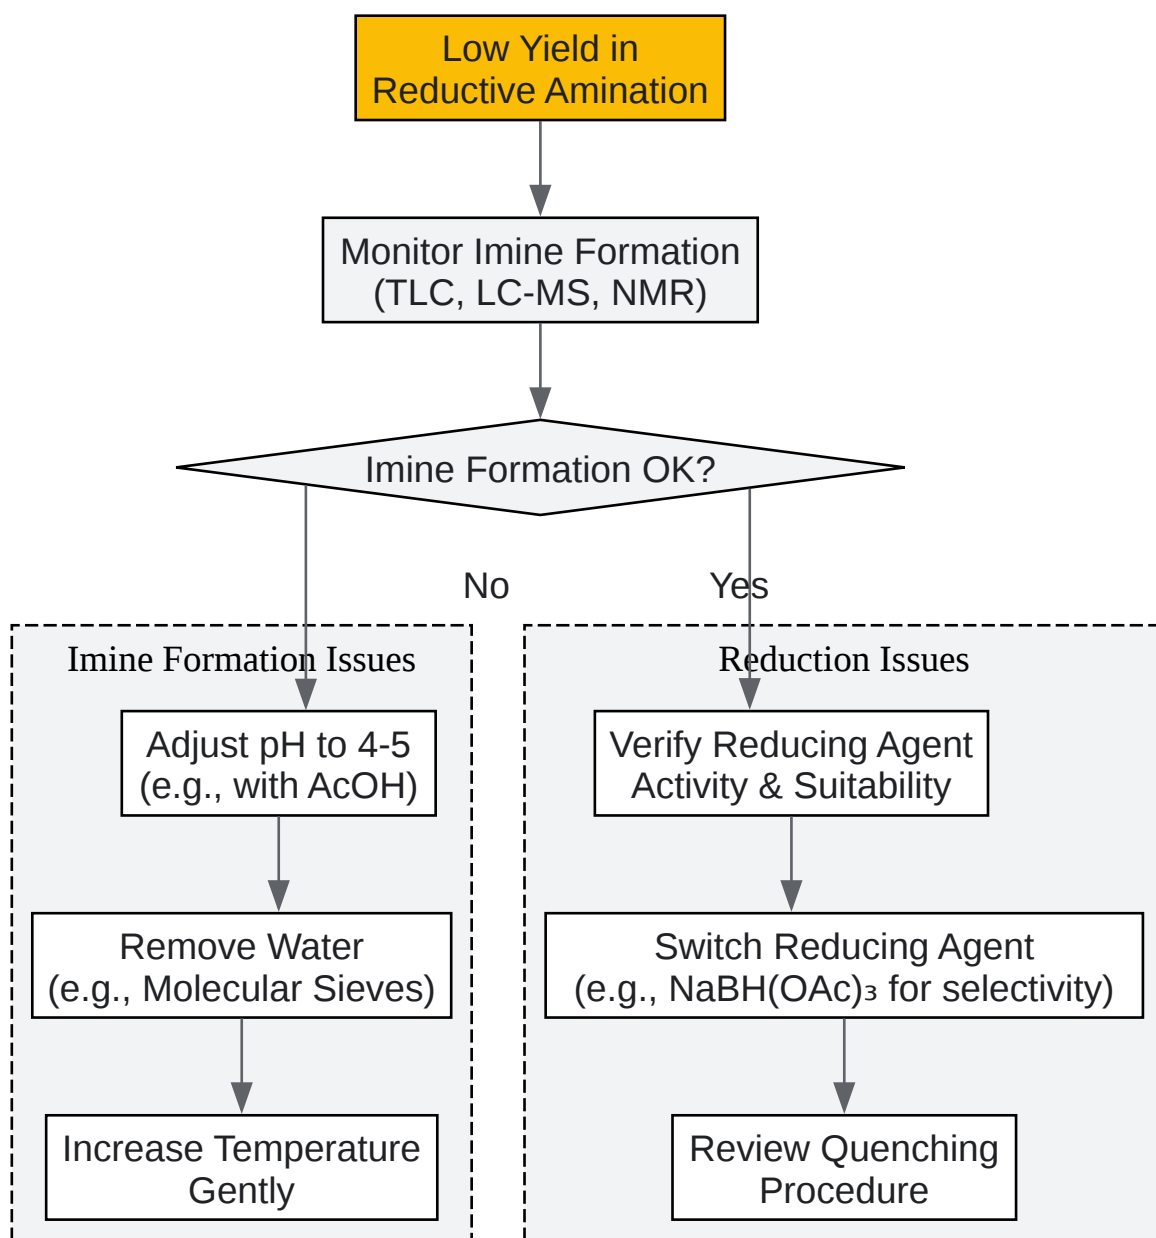 Low Yield in
Reductive Amination
Monitor Imine Formation
(TLC, LC-MS, NMR)
Imine Formation OK?
No
Yes
Imine Formation Issues
Adjust pH to 4-5
(e.g., with AcOH)
Remove Water
(e.g., Molecular Sieves)
Increase Temperature
Gently
Reduction Issues
Verify Reducing Agent
Activity & Suitability
Switch Reducing Agent
(e.g., NaBH(OAc)₃ for selectivity)
Review Quenching
Procedure